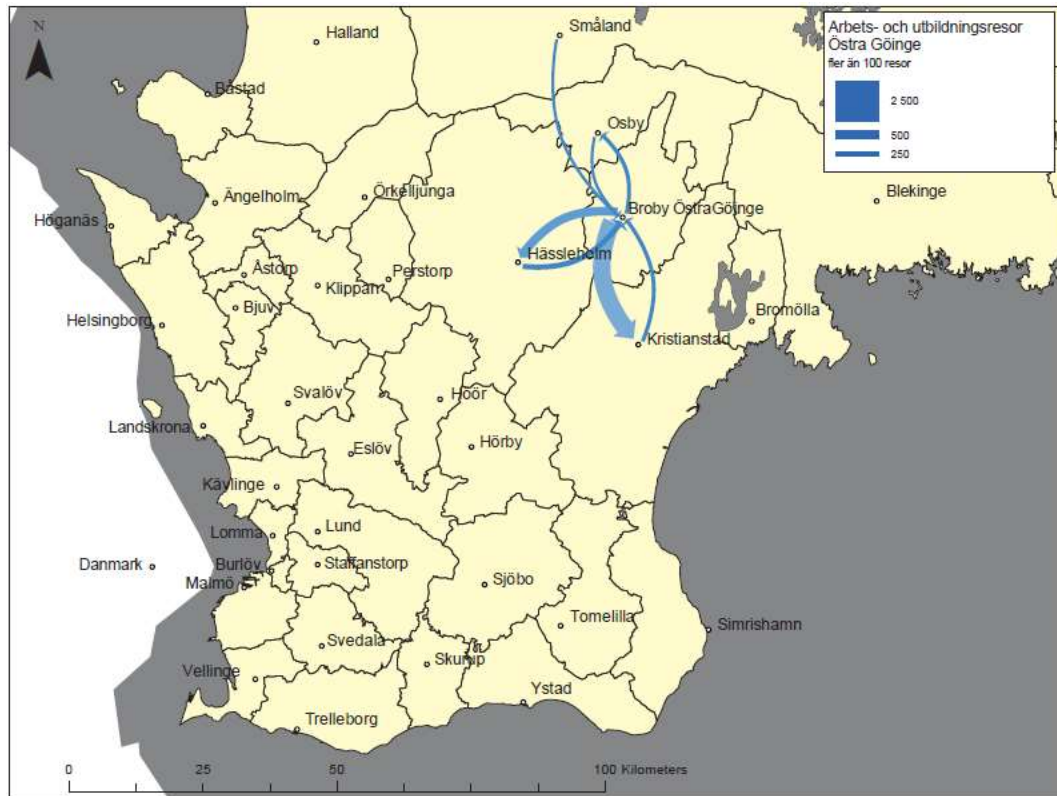 N
Halland
Småland
Arbets- och utbildningsresor
Östra Göinge
fler än 100 resor
2 500
500
250
Båstad
Osby
Ängelholm
Örkelljunga
Blekinge
Höganäs
Broby ÖstraGöinge
Hässleholm
Åstorp
Perstorp
Klippan
Bjuv
Bromölla
Helsingborg
Kristianstad
Svalöv
Höör
Landskrona
Eslöv
Hörby
Kävlinge
Lomma
Lund
Danmark
Burlöv
Staffanstorp
Malmö
Sjöbo
Tomelilla
Simrishamn
Svedala
Skurup
Vellinge
Ystad
Trelleborg
0
25
50
100 Kilometers